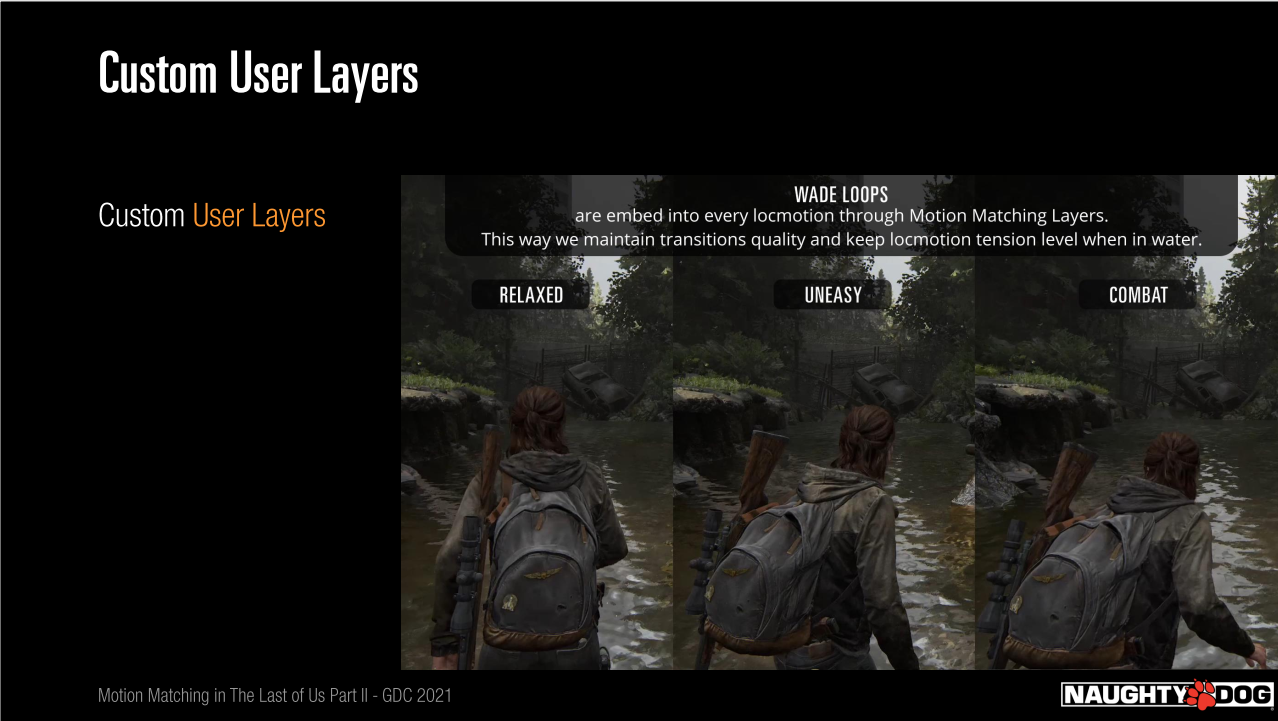 Custom User Layers
Custom User Layers
WADE LOOPS
are embed into every locmotion through Motion Matching Layers.
This way we maintain transitions quality and keep locmotion tension level when in water.
RELAXED
UNEASY
COMBAT
Motion Matching in The Last of Us Part II - GDC 2021
NAUGHTY DOG